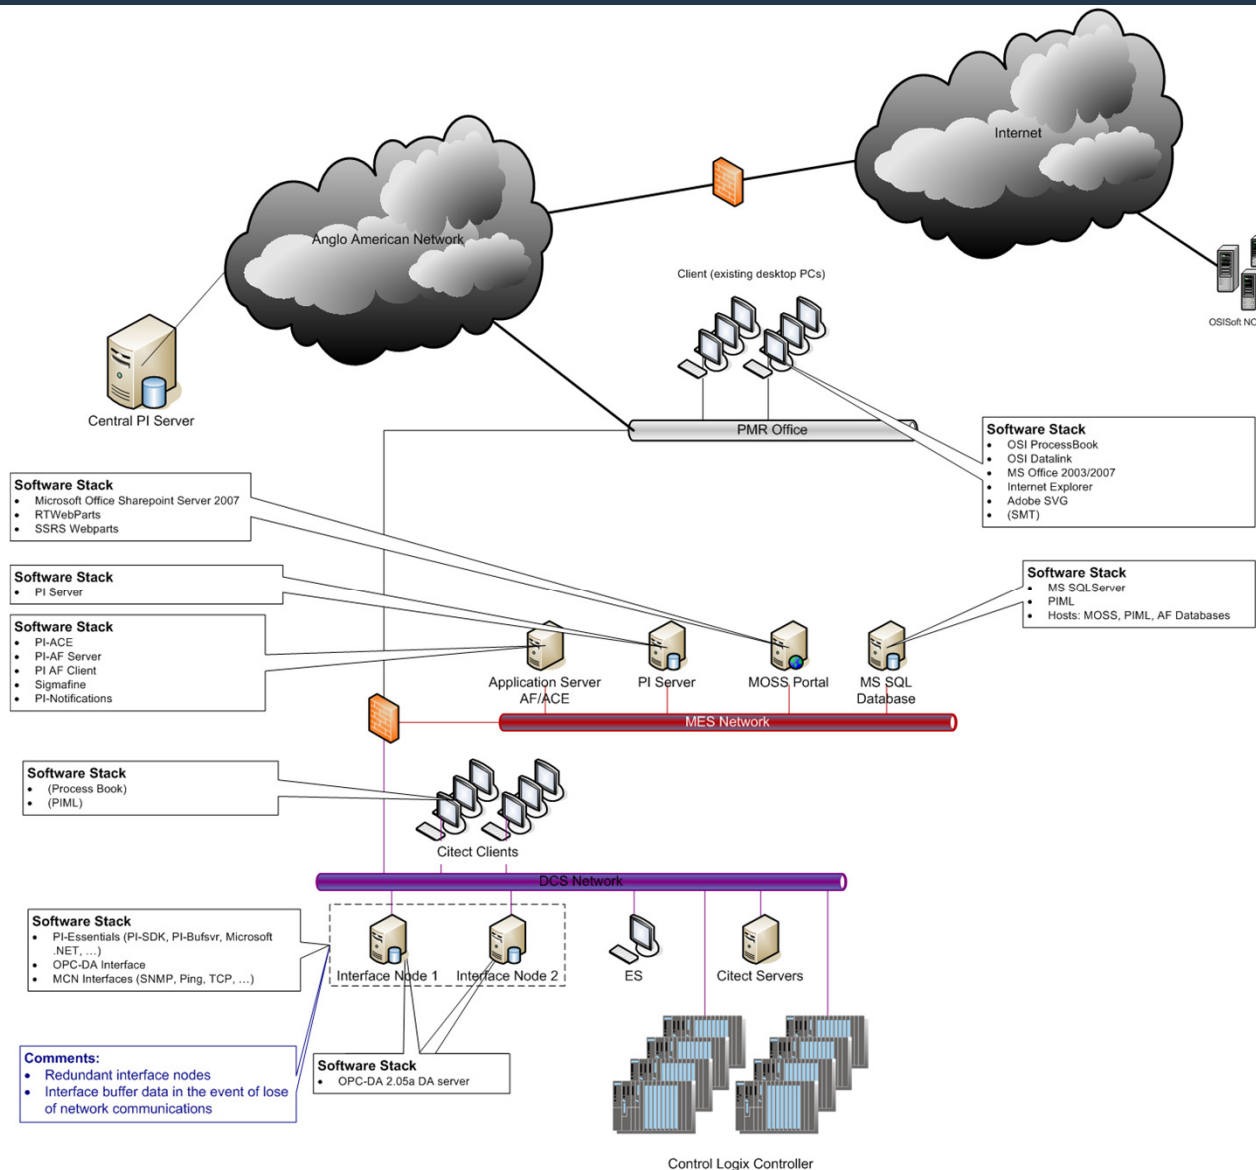 Internet
Anglo American Network
Client (existing desktop PCs)
OSISoft NO
Central PI Server
PMR Office
Software Stack
• OSI ProcessBook
• OSI Datalink
• MS Office 2003/2007
• Internet Explorer
• Adobe SVG
• (SMT)
Software Stack
• Microsoft Office Sharepoint Server 2007
• RTWebParts
• SSRS Webparts
Software Stack
• PI Server
Software Stack
• MS SQLServer
• PIML
• Hosts: MOSS, PIML, AF Databases
Software Stack
• PI-ACE
• PI-AF Server
• PI AF Client
• Sigmafine
• PI-Notifications
Application Server
AF/ACE
PI Server
MOSS Portal
MS SQL
Database
MES Network
Software Stack
• (Process Book)
• (PIML)
Citect Clients
DCS Network
Software Stack
• PI-Essentials (PI-SDK, PI-Bufsvr, Microsoft
.NET, ...)
• OPC-DA Interface
• MCN Interfaces (SNMP, Ping, TCP, ...)
Interface Node 1
Interface Node 2
ES
Citect Servers
Comments:
• Redundant interface nodes
• Interface buffer data in the event of lose
of network communications
Software Stack
• OPC-DA 2.05a DA server
Control Logix Controller